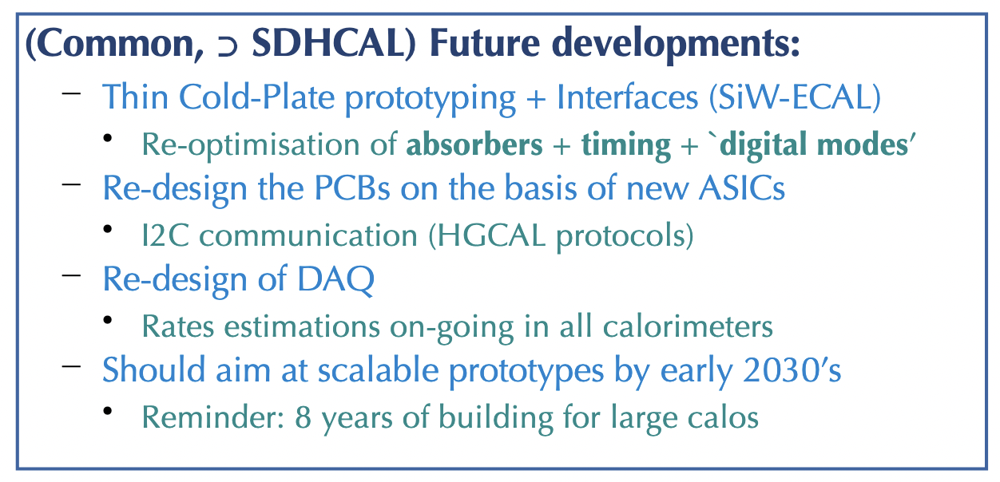 (Common, ⊃ SDHCAL) Future developments:
– Thin Cold-Plate prototyping + Interfaces (SiW-ECAL)
• Re-optimisation of absorbers + timing + `digital modes’
– Re-design the PCBs on the basis of new ASICs
• I2C communication (HGCAL protocols)
– Re-design of DAQ
• Rates estimations on-going in all calorimeters
– Should aim at scalable prototypes by early 2030’s
• Reminder: 8 years of building for large calos